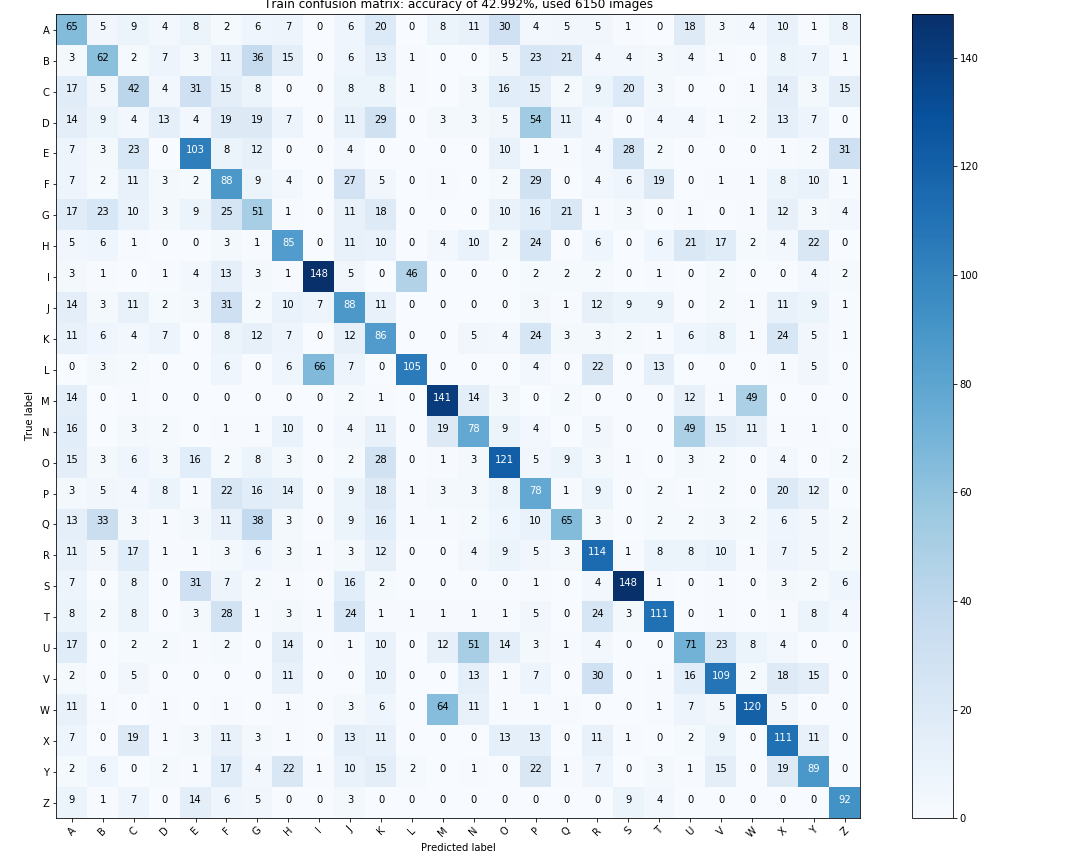 Train confusion matrix: accuracy of 42.992%, used 6150 images
A 65 5 9 4 8 2 6 7 0 6 20 0 8 11 30 4 5 5 1 0 18 3 4 10 1 8
B 3 62 2 7 3 11 36 15 0 6 13 1 0 0 5 23 21 4 4 3 4 1 0 8 7 1
C 17 5 42 4 31 15 8 0 0 8 8 1 0 3 16 15 2 9 20 3 0 0 1 14 3 15
D 14 9 4 13 4 19 19 7 0 11 29 0 3 3 5 54 11 4 0 4 4 1 2 13 7 0
E 7 3 23 0 103 8 12 0 0 4 0 0 0 0 10 1 1 4 28 2 0 0 0 1 2 31
F 7 2 11 3 2 88 9 4 0 27 5 0 1 0 2 29 0 4 6 19 0 1 1 8 10 1
G 17 23 10 3 9 25 51 1 0 11 18 0 0 0 10 16 21 1 3 0 1 0 1 12 3 4
H 5 6 1 0 0 3 1 85 0 11 10 0 4 10 2 24 0 6 0 6 21 17 2 4 22 0
I 3 1 0 1 4 13 3 1 148 5 0 46 0 0 0 2 2 2 0 1 0 2 0 0 4 2
J 14 3 11 2 3 31 2 10 7 88 11 0 0 0 0 3 1 12 9 9 0 2 1 11 9 1
K 11 6 4 7 0 8 12 7 0 12 86 0 0 5 4 24 3 3 2 1 6 8 1 24 5 1
L 0 3 2 0 0 6 0 6 66 7 0 105 0 0 0 4 0 22 0 13 0 0 0 1 5 0
M 14 0 1 0 0 0 0 0 0 2 1 0 141 14 3 0 2 0 0 0 12 1 49 0 0 0
N 16 0 3 2 0 1 1 10 0 4 11 0 19 78 9 4 0 5 0 0 49 15 11 1 1 0
O 15 3 6 3 16 2 8 3 0 2 28 0 1 3 121 5 9 3 1 0 3 2 0 4 0 2
P 3 5 4 8 1 22 16 14 0 9 18 1 3 3 8 78 1 9 0 2 1 2 0 20 12 0
Q 13 33 3 1 3 11 38 3 0 9 16 1 1 2 6 10 65 3 0 2 2 3 2 6 5 2
R 11 5 17 1 1 3 6 3 1 3 12 0 0 4 9 5 3 114 1 8 8 10 1 7 5 2
S 7 0 8 0 31 7 2 1 0 16 2 0 0 0 0 1 0 4 148 1 0 1 0 3 2 6
T 8 2 8 0 3 28 1 3 1 24 1 1 1 1 1 5 0 24 3 111 0 1 0 1 8 4
U 17 0 2 2 1 2 0 14 0 1 10 0 12 51 14 3 1 4 0 0 71 23 8 4 0 0
V 2 0 5 0 0 0 0 11 0 0 10 0 0 13 1 7 0 30 0 1 16 109 2 18 15 0
W 11 1 0 1 0 1 0 1 0 3 6 0 64 11 1 1 1 0 0 1 7 5 120 0 0 0
X 7 0 19 1 3 11 3 1 0 13 11 0 0 0 13 13 0 11 1 0 2 9 0 111 11 0
Y 2 6 0 2 1 17 4 22 1 10 15 2 0 1 0 22 1 7 0 3 1 15 0 19 89 0
Z 9 1 7 0 14 6 5 0 0 3 0 0 0 0 0 0 0 0 9 4 0 0 0 0 0 92
A B C D E F G H I J K L M N O P Q R S T U V W X Y Z
True label
Predicted label
140
120
100
80
60
40
20
0